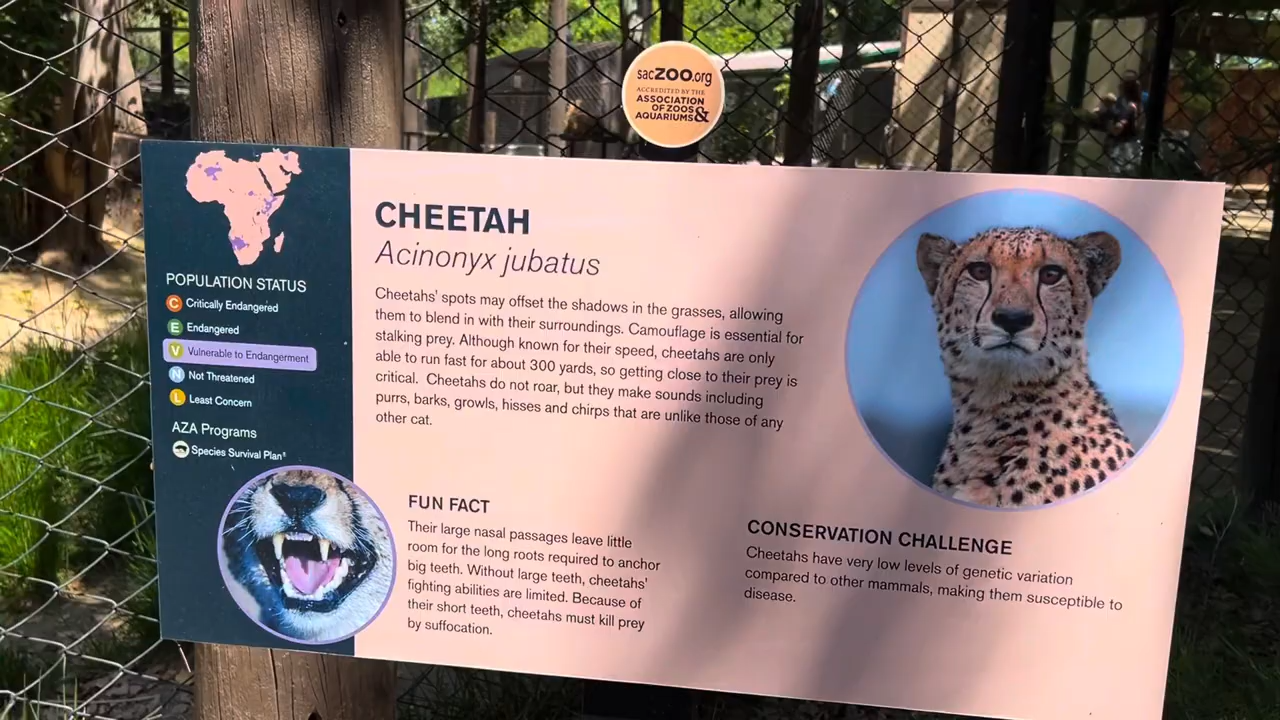 sacZOO.org
ACCREDITED BY THE
ASSOCIATION
OF ZOOS &
AQUARIUMS
CHEETAH
Acinonyx jubatus
Cheetahs' spots may offset the shadows in the grasses, allowing
them to blend in with their surroundings. Camouflage is essential for
stalking prey. Although known for their speed, cheetahs are only
able to run fast for about 300 yards, so getting close to their prey is
critical. Cheetahs do not roar, but they make sounds including
purrs, barks, growls, hisses and chirps that are unlike those of any
other cat.
POPULATION STATUS
C Critically Endangered
E Endangered
V Vulnerable to Endangerment
N Not Threatened
L Least Concern
AZA Programs
Species Survival Plan®
FUN FACT
Their large nasal passages leave little
room for the long roots required to anchor
big teeth. Without large teeth, cheetahs'
fighting abilities are limited. Because of
their short teeth, cheetahs must kill prey
by suffocation.
CONSERVATION CHALLENGE
Cheetahs have very low levels of genetic variation
compared to other mammals, making them susceptible to
disease.